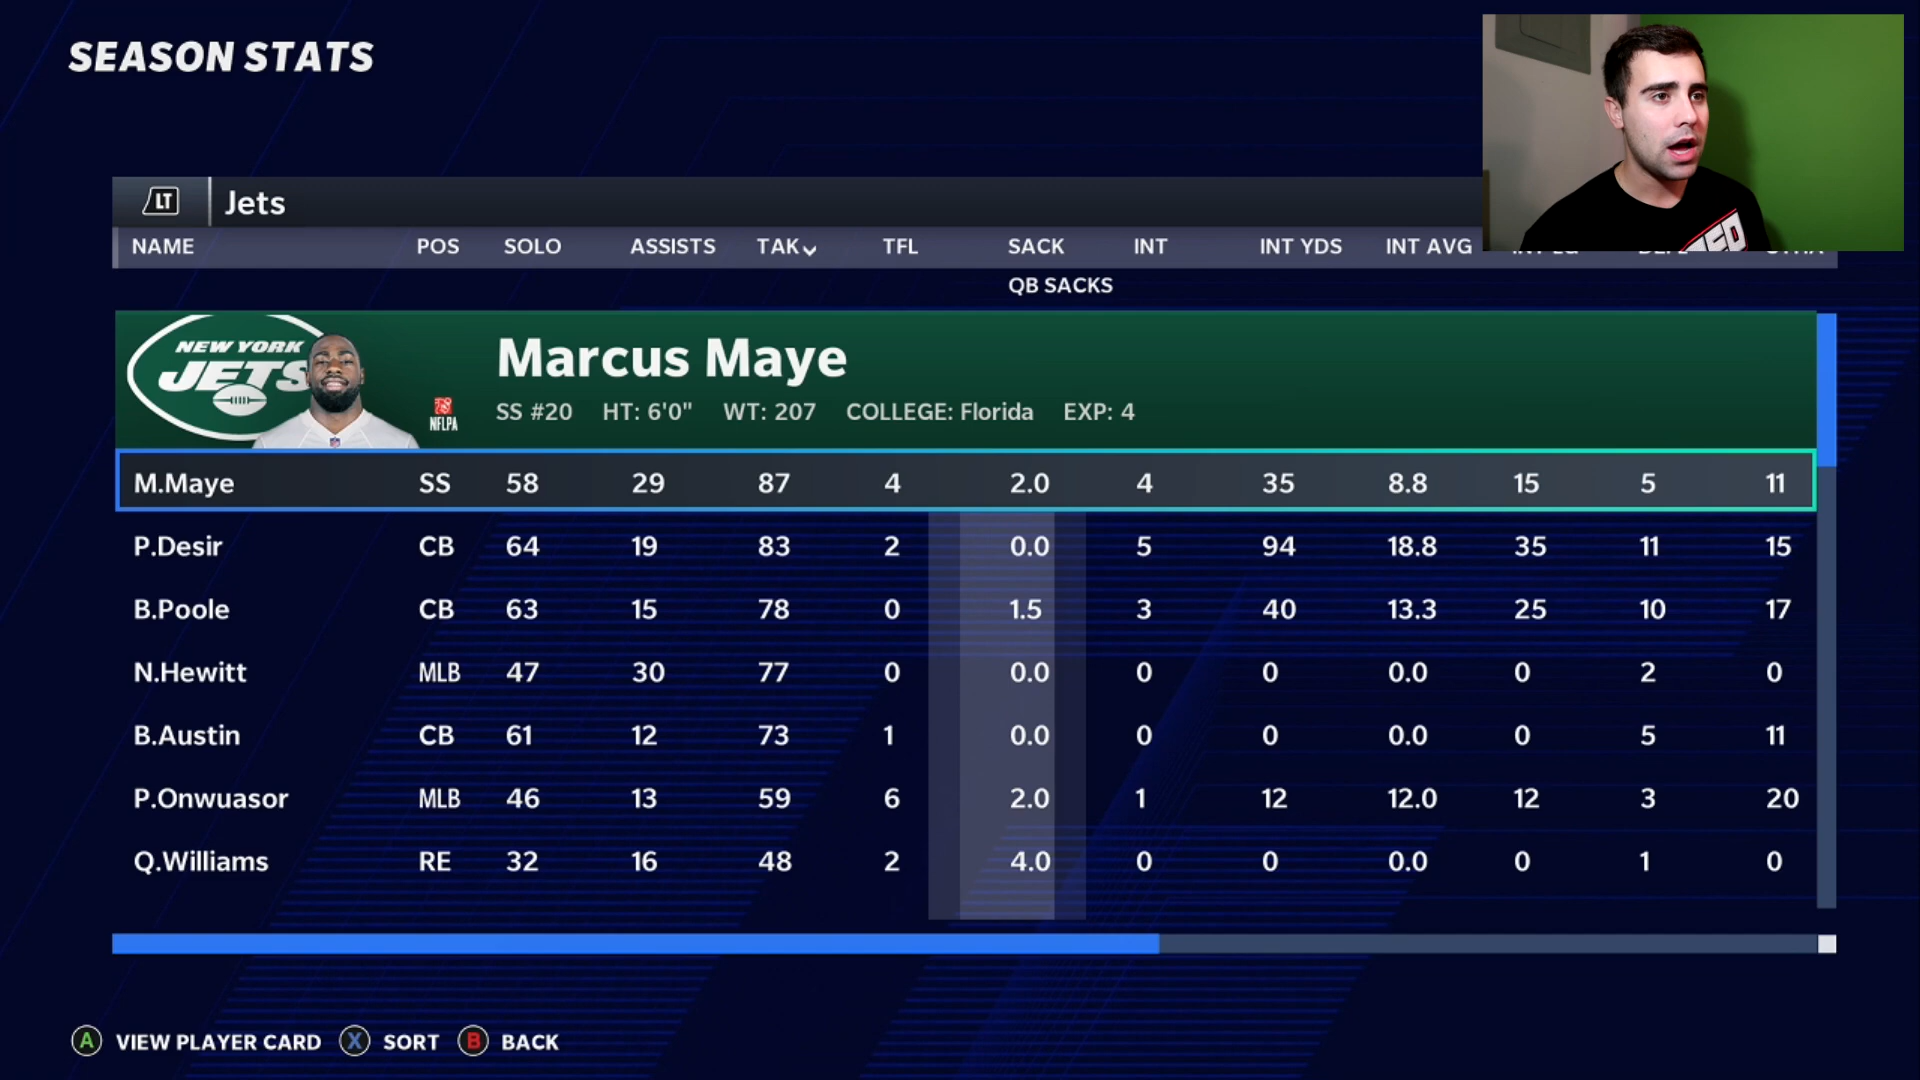 SEASON STATS
LT Jets
NAME POS SOLO ASSISTS TAK TFL SACK INT INT YDS INT AVG
QB SACKS
NEW YORK
JETS
NFLPA
Marcus Maye
SS #20 HT: 6'0" WT: 207 COLLEGE: Florida EXP: 4
M.Maye SS 58 29 87 4 2.0 4 35 8.8 15 5 11
P.Desir CB 64 19 83 2 0.0 5 94 18.8 35 11 15
B.Poole CB 63 15 78 0 1.5 3 40 13.3 25 10 17
N.Hewitt MLB 47 30 77 0 0.0 0 0 0.0 0 2 0
B.Austin CB 61 12 73 1 0.0 0 0 0.0 0 5 11
P.Onwuasor MLB 46 13 59 6 2.0 1 12 12.0 12 3 20
Q.Williams RE 32 16 48 2 4.0 0 0 0.0 0 1 0
A VIEW PLAYER CARD X SORT B BACK